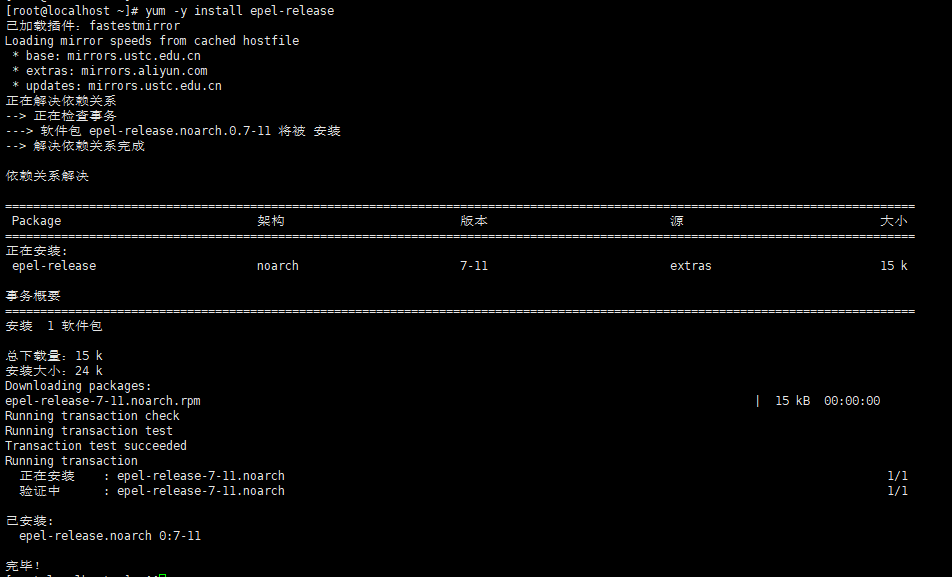 [root@localhost ~]# yum -y install epel-release
已加载插件：fastestmirror
Loading mirror speeds from cached hostfile
 * base: mirrors.ustc.edu.cn
 * extras: mirrors.aliyun.com
 * updates: mirrors.ustc.edu.cn
正在解决依赖关系
--> 正在检查事务
---> 软件包 epel-release.noarch.0.7-11 将被 安装
--> 解决依赖关系完成
依赖关系解决
Package 架构 版本 源 大小
正在安装:
epel-release noarch 7-11 extras 15 k
事务概要
安装 1 软件包
总下载量：15 k
安装大小：24 k
Downloading packages:
epel-release-7-11.noarch.rpm | 15 kB 00:00:00
Running transaction check
Running transaction test
Transaction test succeeded
Running transaction
正在安装 : epel-release-7-11.noarch 1/1
验证中 : epel-release-7-11.noarch 1/1
已安装:
epel-release.noarch 0:7-11
完毕！